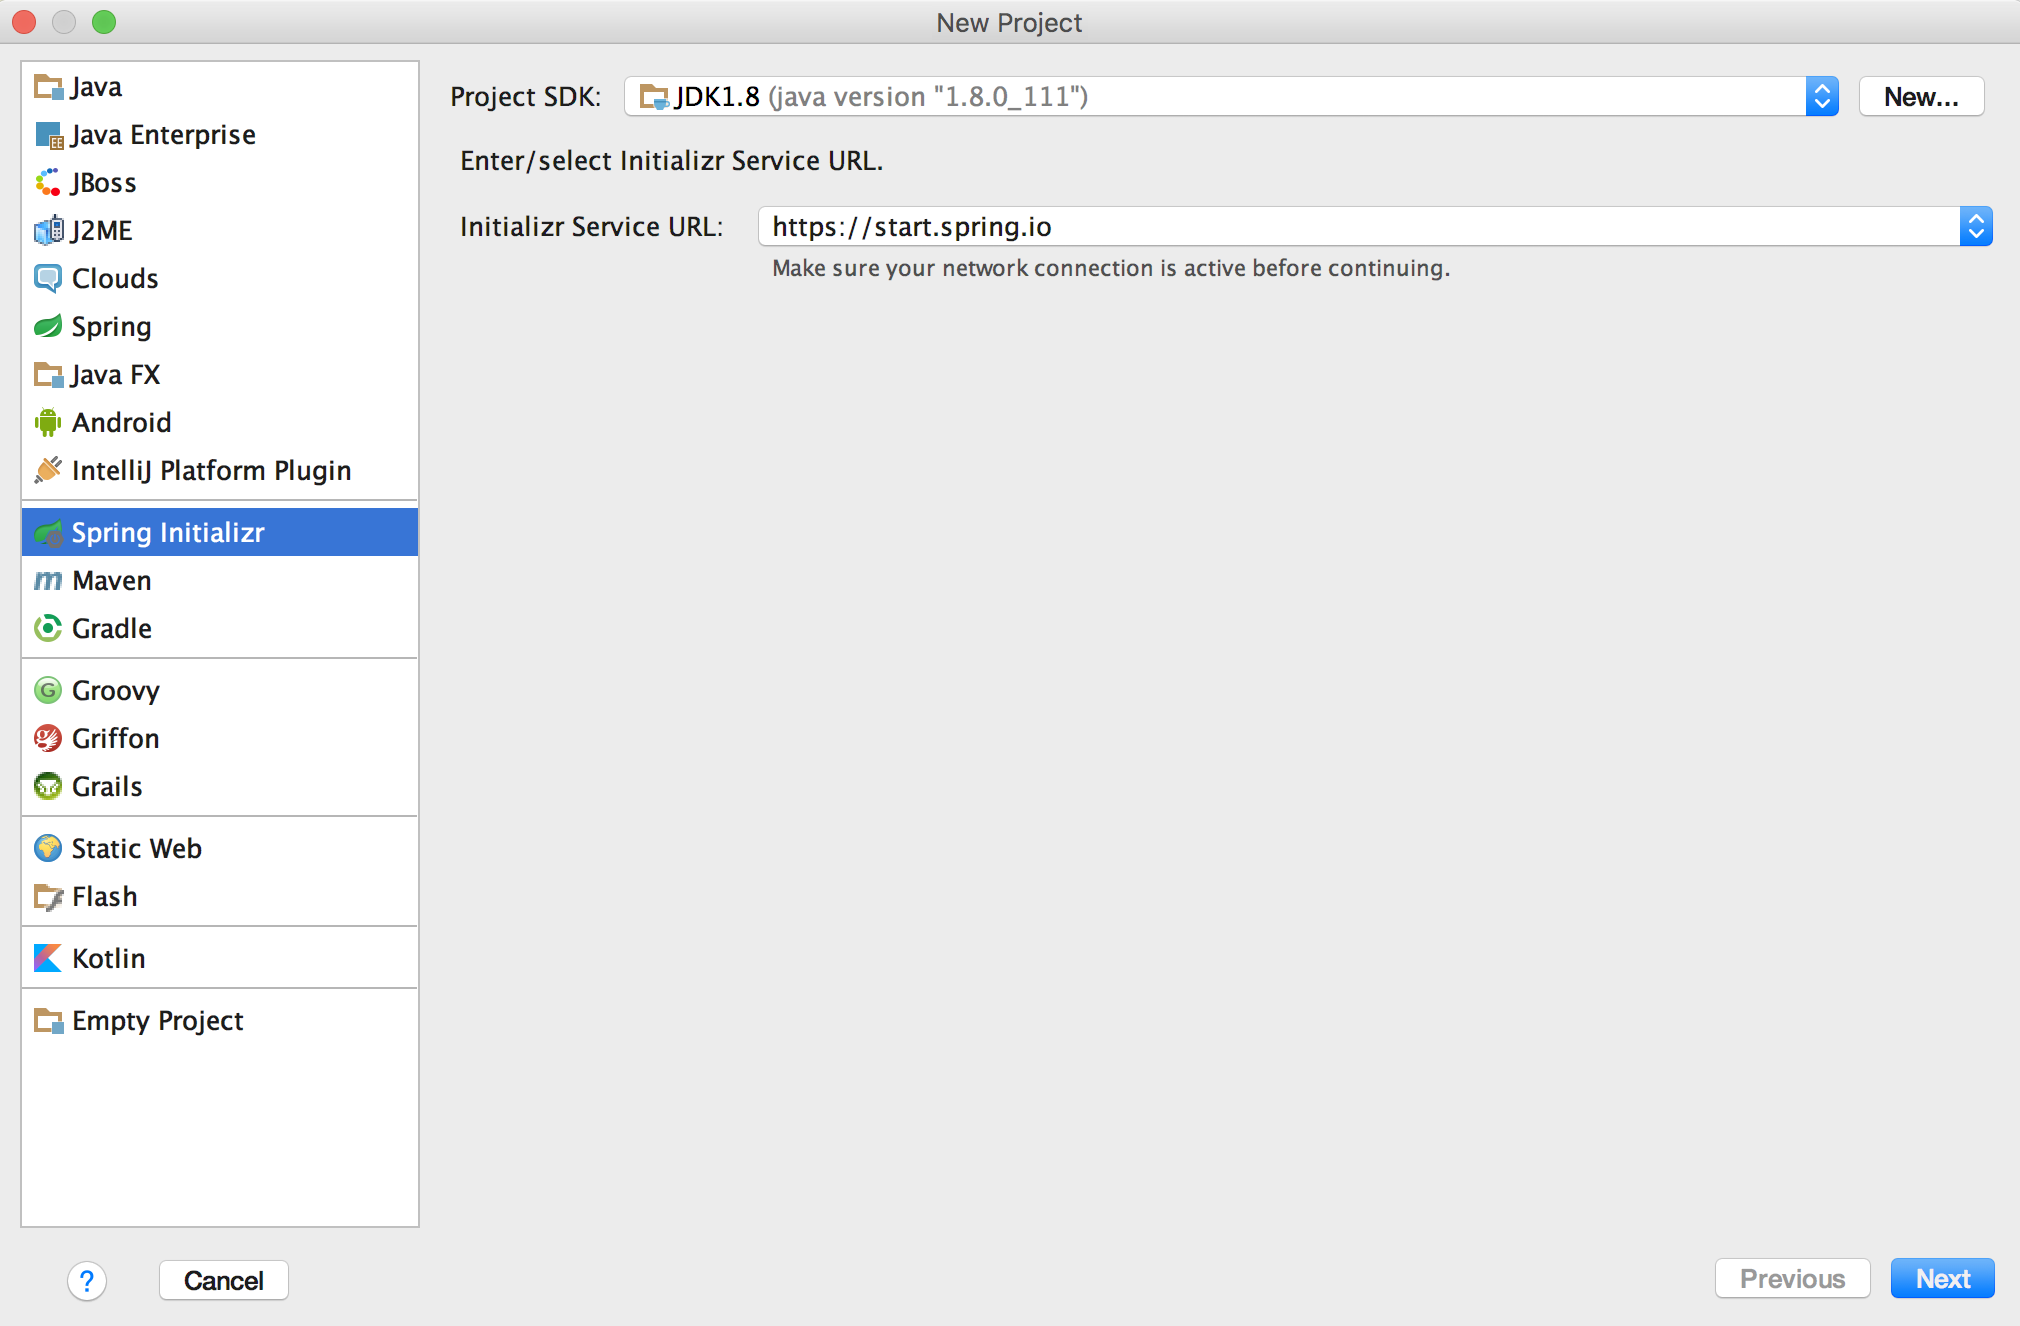 New Project
Java
Java Enterprise
JBoss
J2ME
Clouds
Spring
Java FX
Android
IntelliJ Platform Plugin
Spring Initializr
Maven
Gradle
Groovy
Griffon
Grails
Static Web
Flash
Kotlin
Empty Project
Project SDK: JDK1.8 (java version "1.8.0_111") New...
Enter/select Initializr Service URL.
Initializr Service URL: https://start.spring.io
Make sure your network connection is active before continuing.
? Cancel Previous Next